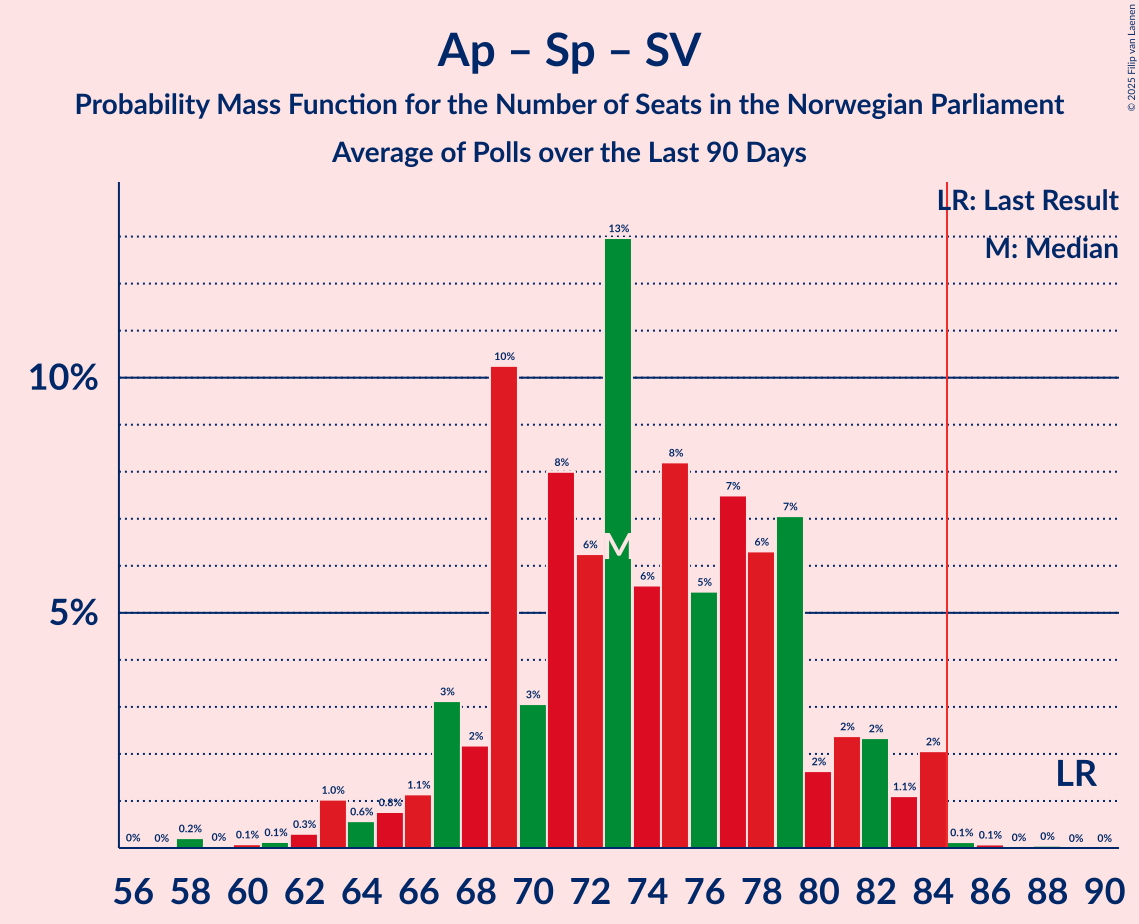 Ap – Sp – SV
Probability Mass Function for the Number of Seats in the Norwegian Parliament
Average of Polls over the Last 90 Days
© 2025 Filip van Laenen
LR: Last Result
M: Median
10%
5%
0% 0% 0.2% 0% 0.1% 0.1% 0.3% 1.0% 0.6% 0.8% 1.1% 3% 2% 10% 3% 8% 6% 13% 6% 8% 5% 7% 6% 7% 2% 2% 2% 1.1% 2% 0.1% 0.1% 0% 0% 0% 0%
M
LR
56 58 60 62 64 66 68 70 72 74 76 78 80 82 84 86 88 90